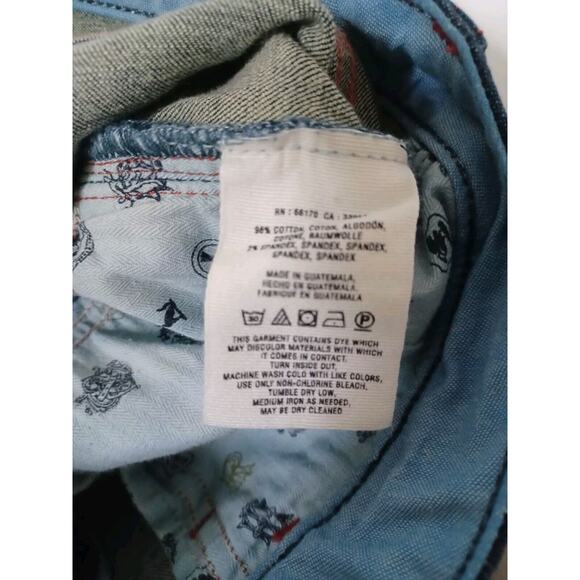 RN : 66170 CA :
98% COTTON, COTON, ALGODÓN,
COTONE, BAUMWOLLE
2% SPANDEX, SPANDEX, SPANDEX,
SPANDEX, SPANDEX
MADE IN GUATEMALA,
HECHO EN GUATEMALA,
FABRIQUE EN GUATEMALA
30 P
THIS GARMENT CONTAINS DYE WHICH
MAY DISCOLOR MATERIALS WITH WHICH
IT COMES IN CONTACT.
TURN INSIDE OUT.
MACHINE WASH COLD WITH LIKE COLORS,
USE ONLY NON-CHLORINE BLEACH,
TUMBLE DRY LOW,
MEDIUM IRON AS NEEDED,
MAY BE DRY CLEANED